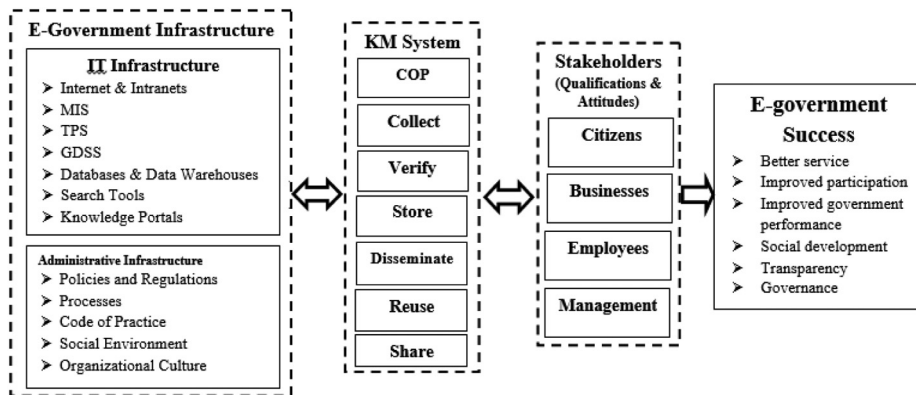 E-Government Infrastructure
IT Infrastructure
➤ Internet & Intranets
➤ MIS
➤ TPS
➤ GDSS
➤ Databases & Data Warehouses
➤ Search Tools
➤ Knowledge Portals
Administrative Infrastructure
➤ Policies and Regulations
➤ Processes
➤ Code of Practice
➤ Social Environment
➤ Organizational Culture
KM System
COP
Collect
Verify
Store
Disseminate
Reuse
Share
Stakeholders
(Qualifications &
Attitudes)
Citizens
Businesses
Employees
Management
E-government
Success
➤ Better service
➤ Improved participation
➤ Improved government
performance
➤ Social development
➤ Transparency
➤ Governance